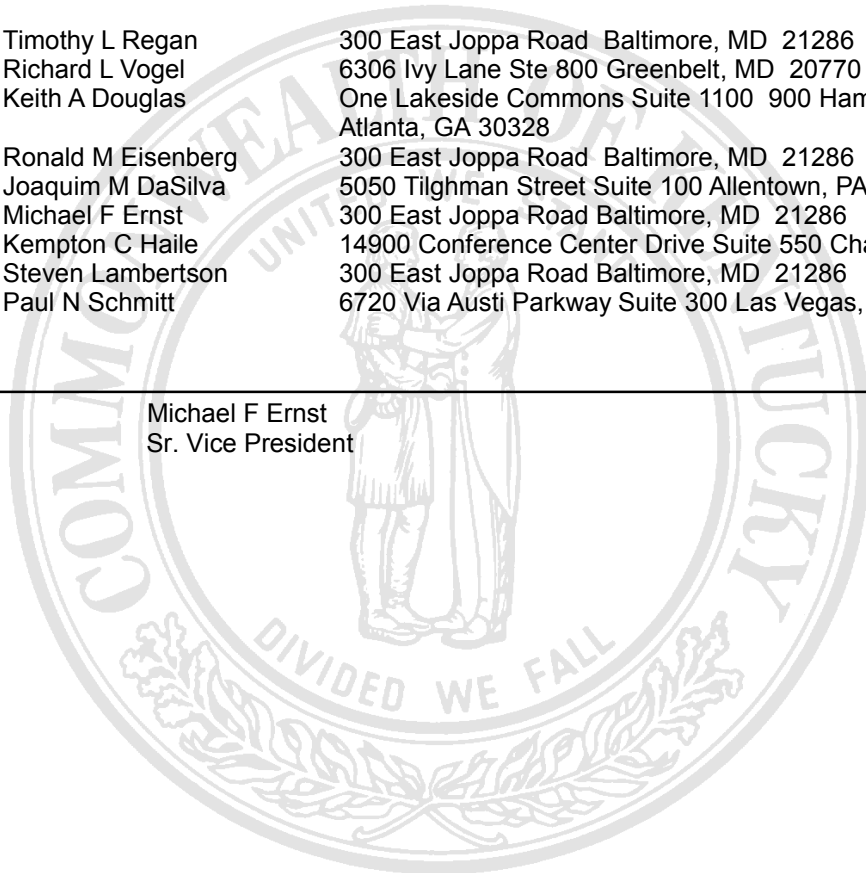 Timothy L Regan 300 East Joppa Road Baltimore, MD 21286
Richard L Vogel 6306 Ivy Lane Ste 800 Greenbelt, MD 20770
Keith A Douglas One Lakeside Commons Suite 1100 900
Atlanta, GA 30328
Ronald M Eisenberg 300 East Joppa Road Baltimore, MD 21286
Joaquim M DaSilva 5050 Tilghman Street Suite 100 Allentown, PA
Michael F Ernst 300 East Joppa Road Baltimore, MD 21286
Kempton C Haile 14900 Conference Center Drive Suite 550
Steven Lambertson 300 East Joppa Road Baltimore, MD 21286
Paul N Schmitt 6720 Via Austi Parkway Suite 300 Las Vegas,
Michael F Ernst
Sr. Vice President
COMMONWEALTH OF KENTUCKY
UNITED WE STAND
DIVIDED WE FALL